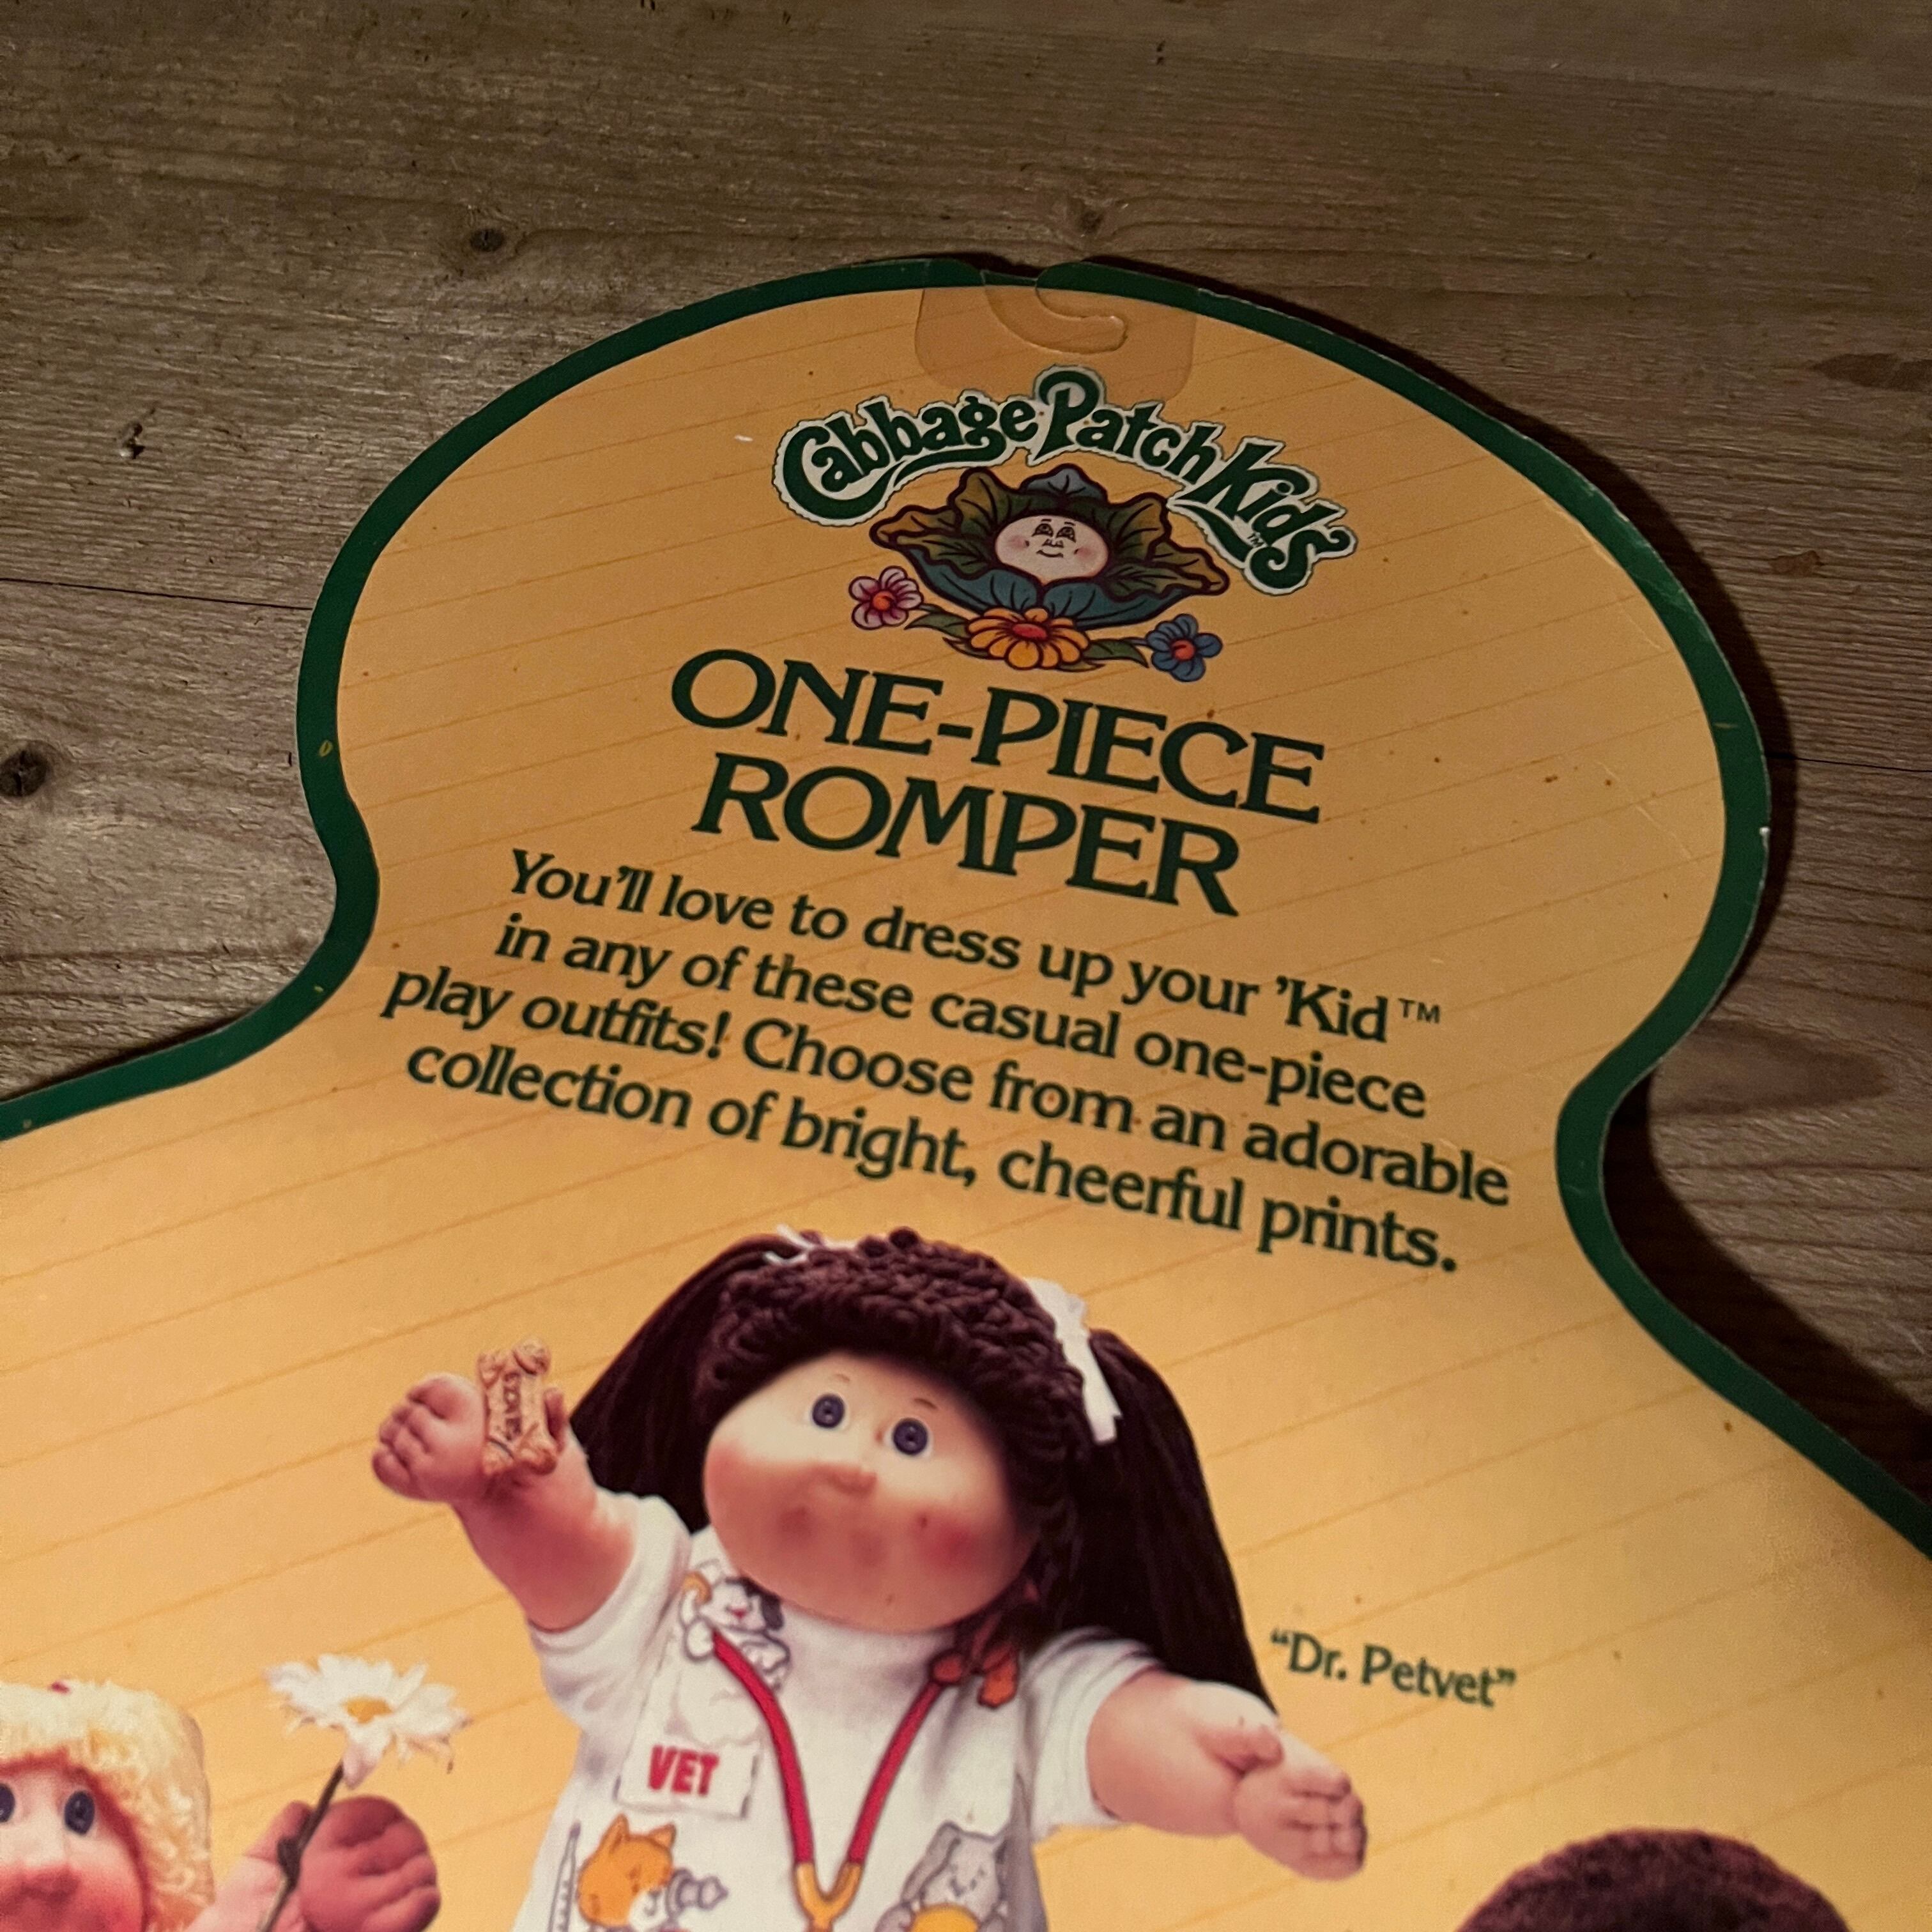 Cabbage Patch Kids™
ONE-PIECE
ROMPER
You'll love to dress up your 'Kid™
in any of these casual one-piece
play outfits! Choose from an adorable
collection of bright, cheerful prints.
"Dr. Petvet"
VET